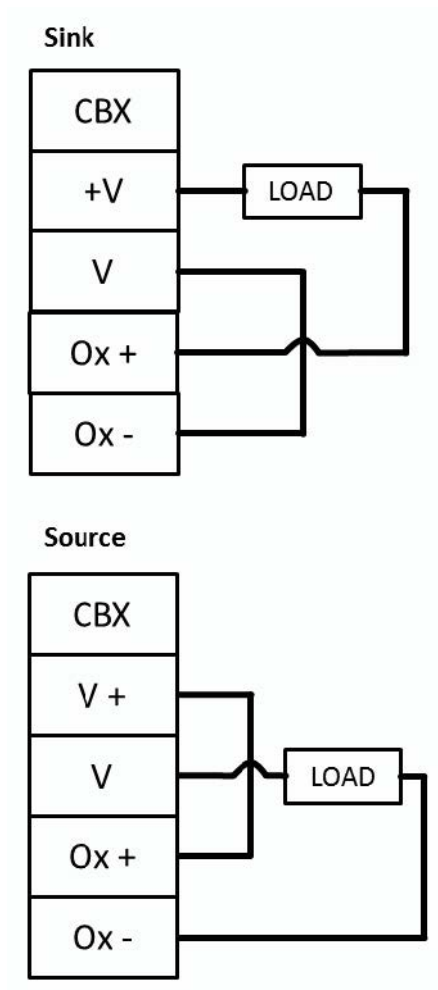 Sink
CBX
+V
LOAD
V
Ox +
Ox -
Source
CBX
V +
V
LOAD
Ox +
Ox -